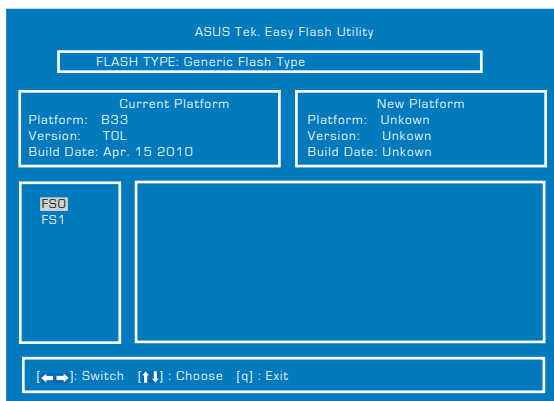 ASUS Tek. Easy Flash Utility
FLASH TYPE: Generic Flash Type
Current Platform
Platform: B33
Version: TOL
Build Date: Apr. 15 2010
New Platform
Platform: Unkown
Version: Unkown
Build Date: Unkown
FS0
FS1
[←→]: Switch [↑↓] : Choose [q] : Exit